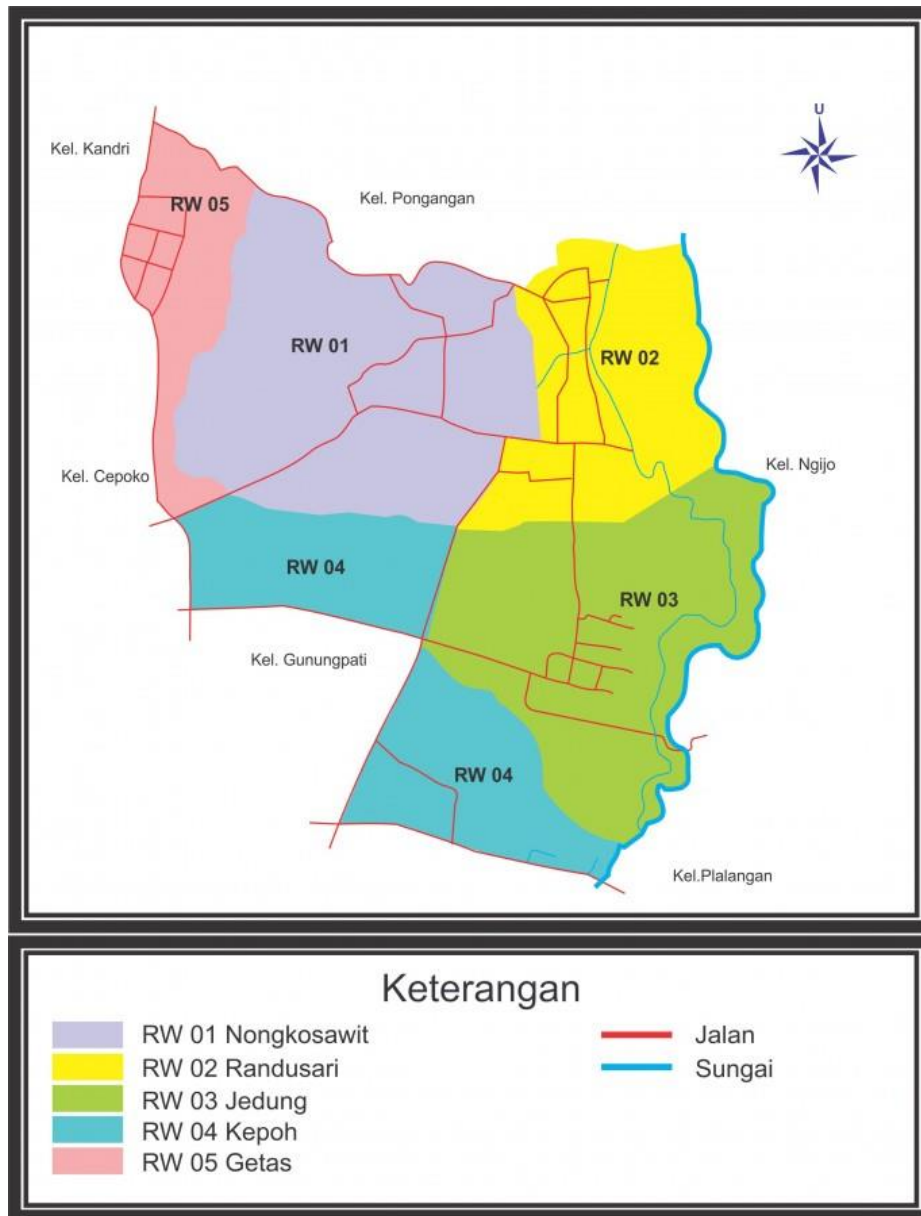 U
Kel. Kandri
Kel. Pongangan
RW 05
RW 01
RW 02
Kel. Cepoko
Kel. Ngijo
RW 04
RW 03
Kel. Gunungpati
RW 04
Kel.Plalangan
Keterangan
RW 01 Nongkosawit
RW 02 Randusari
RW 03 Jedung
RW 04 Kepoh
RW 05 Getas
Jalan
Sungai